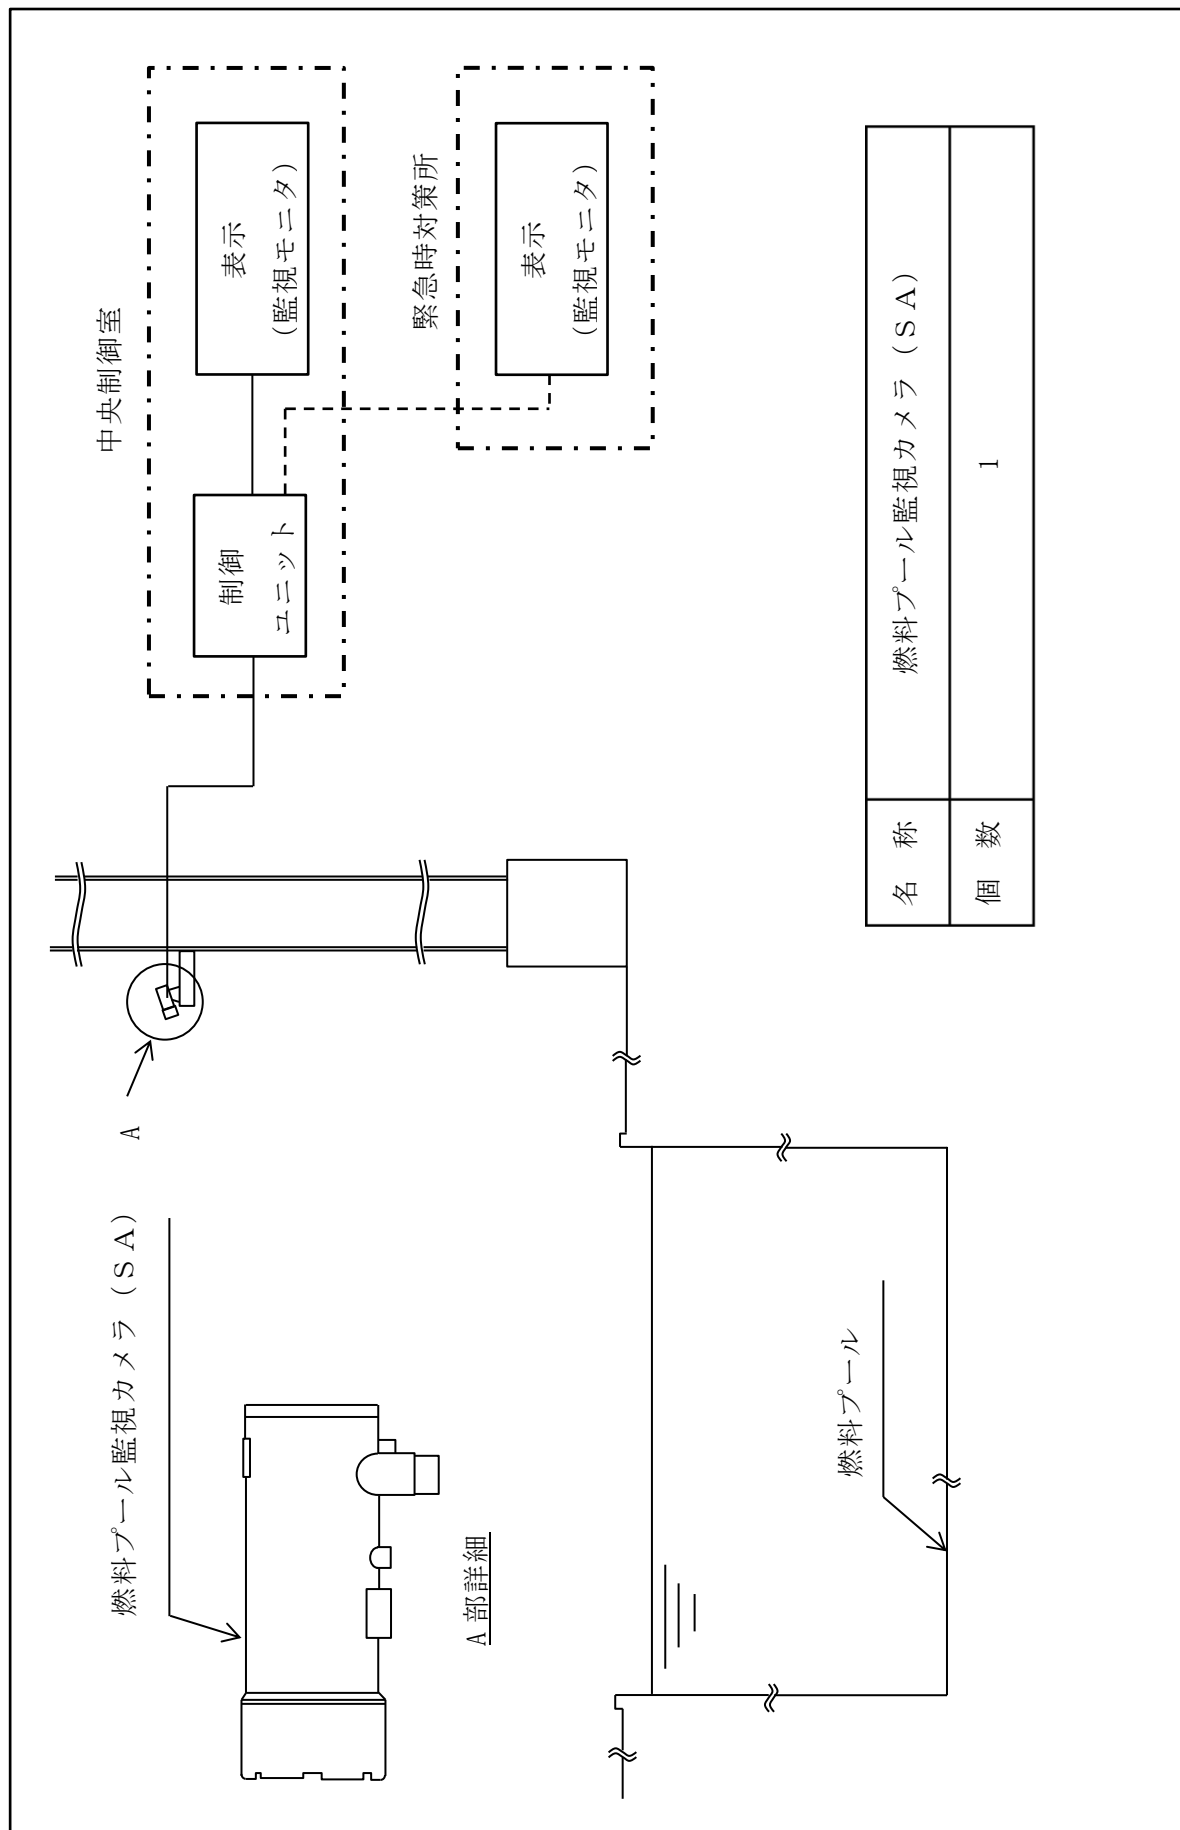 燃料プール監視カメラ（ＳＡ）
A
A部詳細
中央制御室
制御
ユニット
表示
(監視モニタ)
緊急時対策所
表示
(監視モニタ)
燃料プール
名　称　燃料プール監視カメラ（ＳＡ）
個　数　1